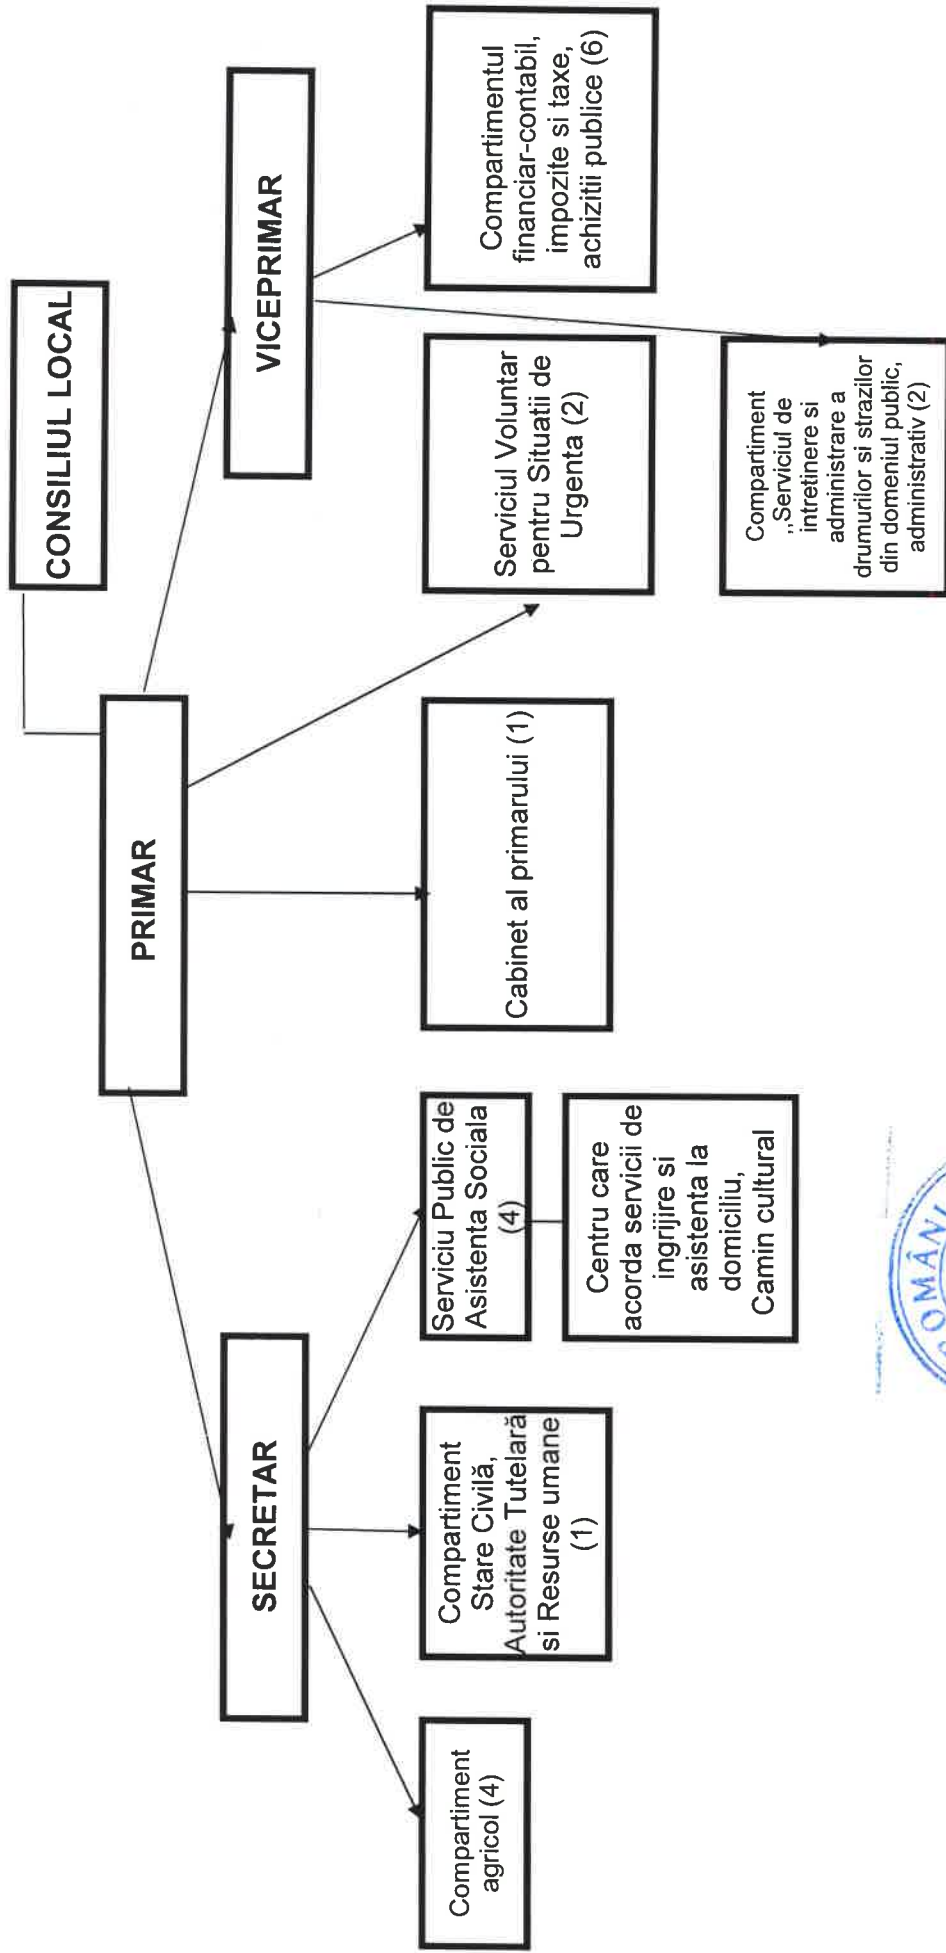 CONSILIUL LOCAL
PRIMAR
SECRETAR
VICEPRIMAR
Compartiment
agricol (4)
Compartiment
Stare Civilă,
Autoritate Tutelară
si Resurse umane
(1)
Serviciu Public de
Asistenta Sociala
(4)
Centru care
acorda servicii de
ingrijire si
asistenta la
domiciliu,
Camin cultural
Cabinet al primarului (1)
Serviciul Voluntar
pentru Situatii de
Urgenta (2)
Compartimentul
financiar-contabil,
impozite si taxe,
achizitii publice (6)
Compartiment
,,Serviciul de
intretinere si
administrare a
drumurilor si strazilor
din domeniul public,
administrativ (2)